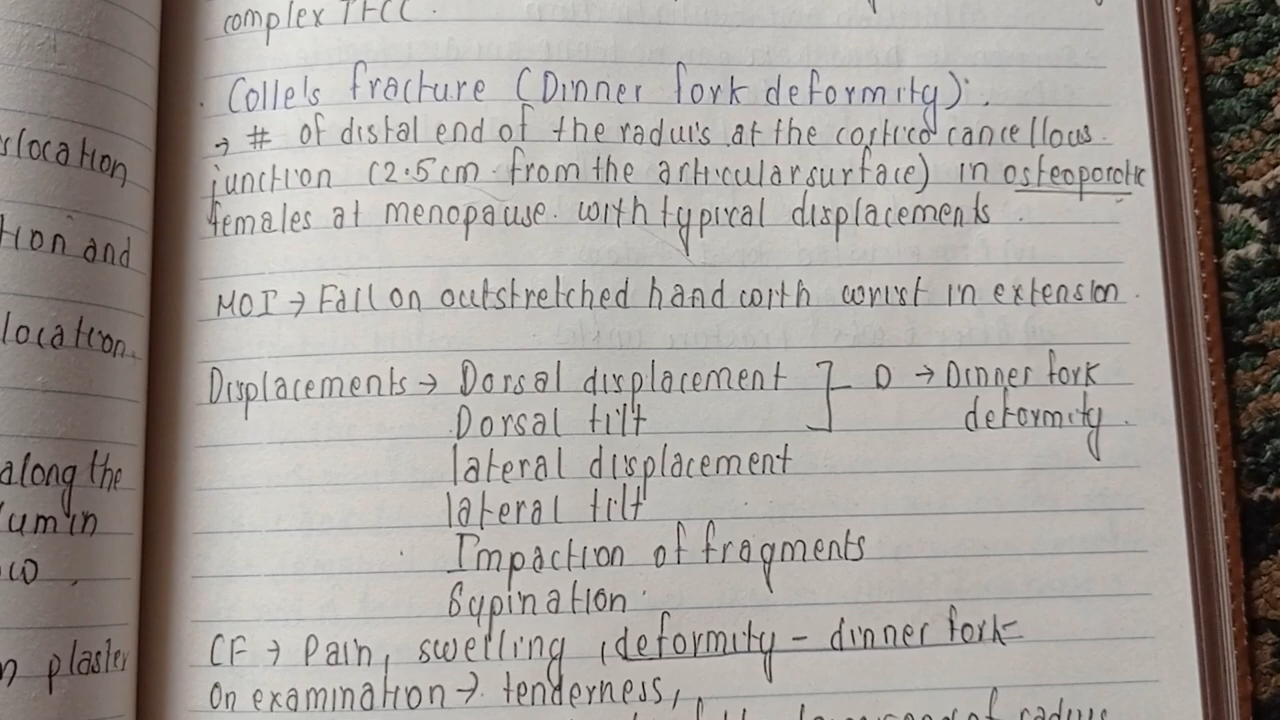 complex TFCC.
Colle's fracture (Dinner fork deformity):
→ # of distal end of the raduis at the cortico cancellous
junction (2.5cm from the articular surface) in osteoporotic
females at menopause. with typical displacements.
MOI → Fall on outstretched hand with wrist in extension.
Displacements → Dorsal displacement ] D → Dinner fork
Dorsal tilt deformity.
lateral displacement
lateral tilt
Impaction of fragments
Supination.
CF → Pain, swelling, deformity - dinner fork
On examination → tenderness,
of radius
location
tion and
location.
along the
um in
co.
n plaster